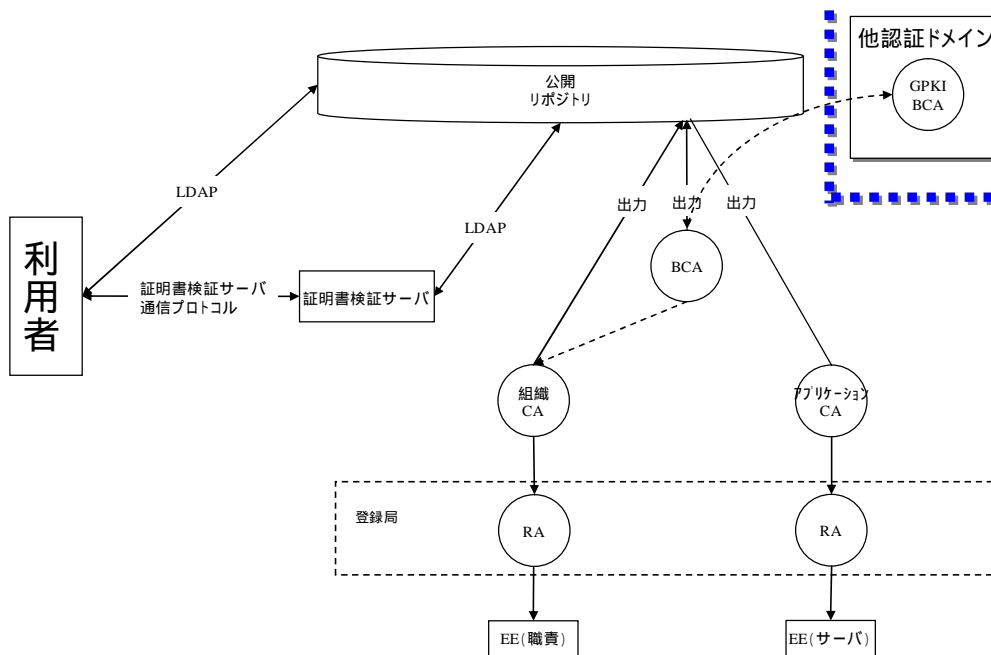 他認証ドメイン
GPKI
BCA
公開
リポジトリ
LDAP
LDAP
出力
出力
出力
BCA
利用者
証明書検証サーバ
通信プロトコル
証明書検証サーバ
組織
CA
ｱﾌﾟﾘｹｰｼｮﾝ
CA
登録局
RA
RA
EE(職責)
EE(サーバ)